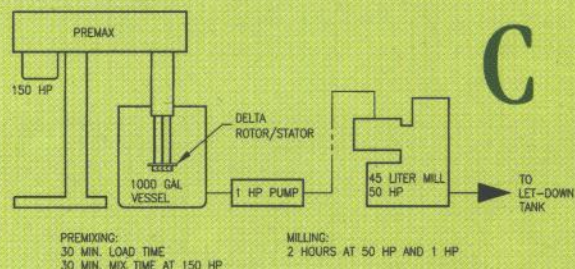 PREMAX
C
150 HP
DELTA
ROTOR/STATOR
1000 GAL
VESSEL
1 HP PUMP
45 LITER MILL
50 HP
TO
LET-DOWN
TANK
PREMIXING:
30 MIN. LOAD TIME
30 MIN. MIX TIME AT 150 HP
MILLING:
2 HOURS AT 50 HP AND 1 HP